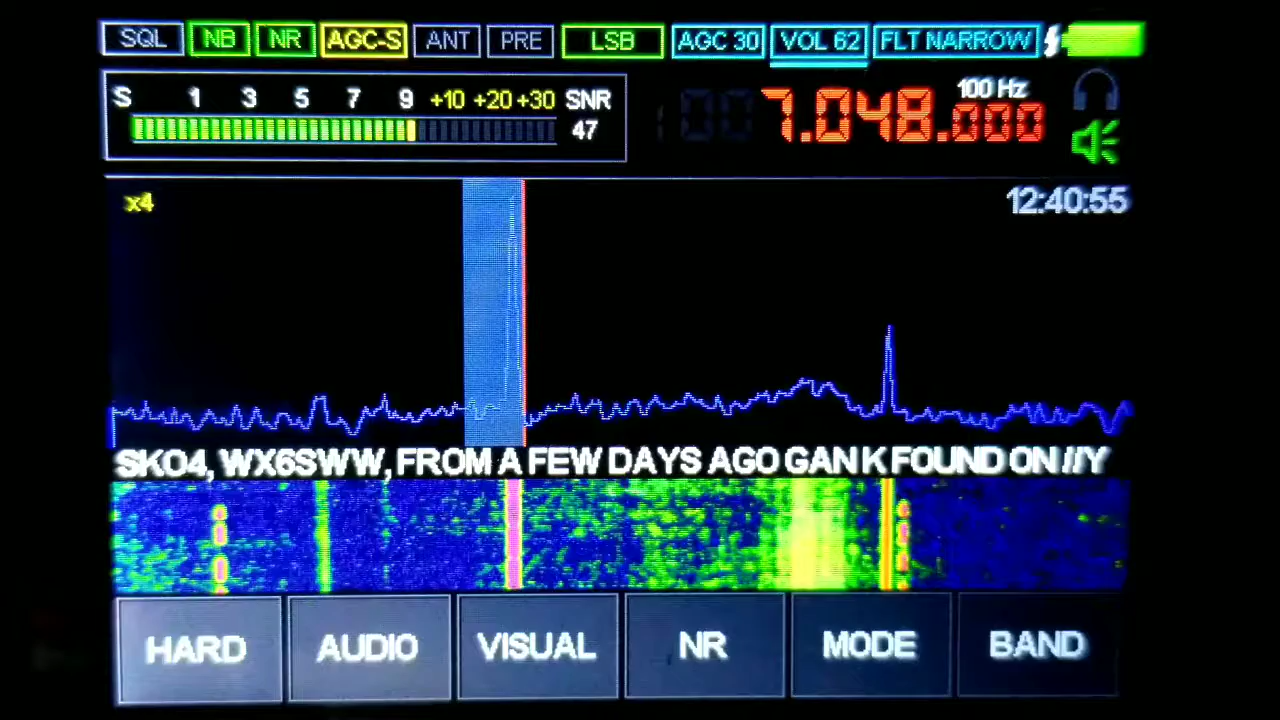 SQL NB NR AGC-S ANT PRE LSB AGC 30 VOL 62 FLT NARROW
S 1 3 5 7 9 +10 +20 +30 SNR
47
100 Hz
7.048.000
x4
12:40:55
SKO4, WX6SWW, FROM A FEW DAYS AGO GAN K FOUND ON //Y
HARD AUDIO VISUAL NR MODE BAND